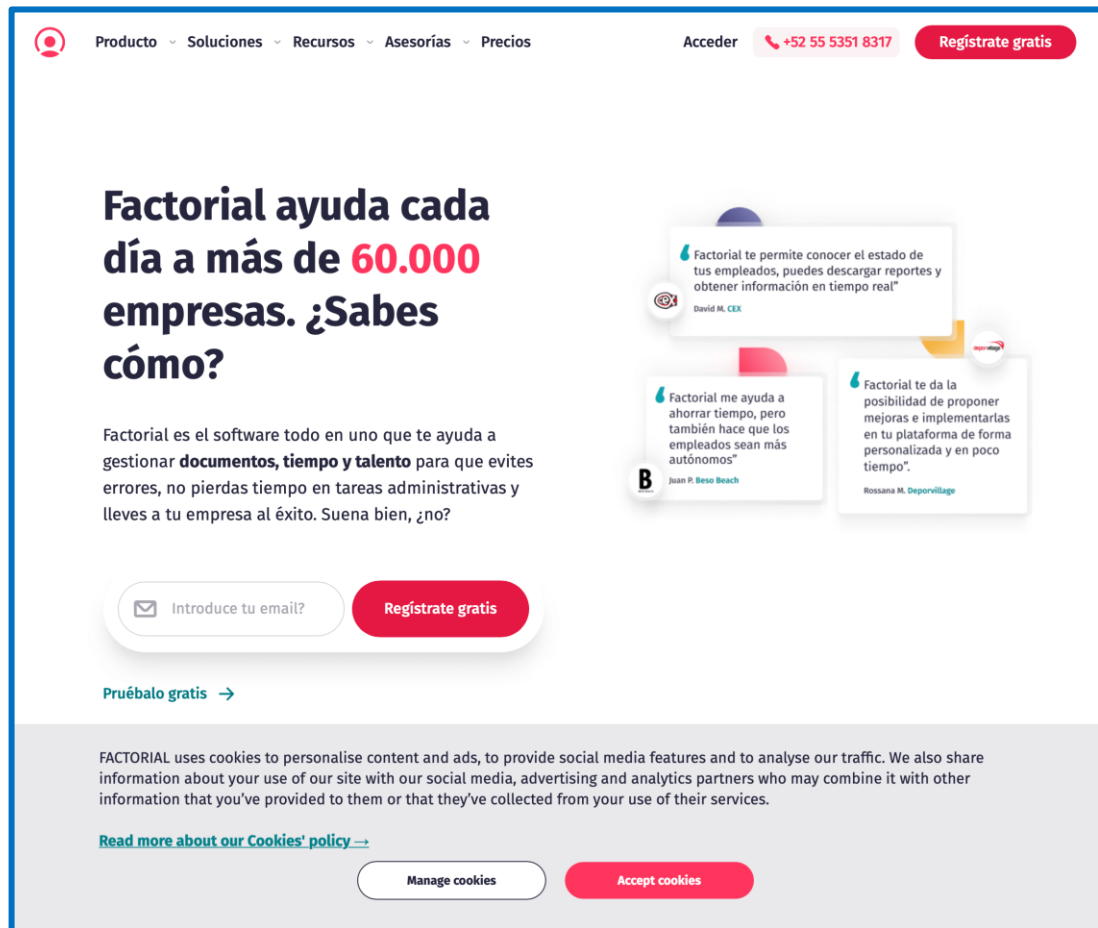 Producto Soluciones Recursos Asesorías Precios Acceder +52 55 5351 8317 Regístrate gratis
Factorial ayuda cada
día a más de 60.000
empresas. ¿Sabes
cómo?
Factorial es el software todo en uno que te ayuda a
gestionar documentos, tiempo y talento para que evites
errores, no pierdas tiempo en tareas administrativas y
lleves a tu empresa al éxito. Suena bien, ¿no?
Introduce tu email? Regístrate gratis
Pruébalo gratis →
Factorial te permite conocer el estado de
tus empleados, puedes descargar reportes y
obtener información en tiempo real”
David M. CEX
cex
Factorial me ayuda a
ahorrar tiempo, pero
también hace que los
empleados sean más
autónomos”
Juan P. Beso Beach
B
deporvillage
Factorial te da la
posibilidad de proponer
mejoras e implementarlas
en tu plataforma de forma
personalizada y en poco
tiempo”.
Rossana M. Deporvillage
FACTORIAL uses cookies to personalise content and ads, to provide social media features and to analyse our traffic. We also share
information about your use of our site with our social media, advertising and analytics partners who may combine it with other
information that you’ve provided to them or that they’ve collected from your use of their services.
Read more about our Cookies' policy →
Manage cookies Accept cookies